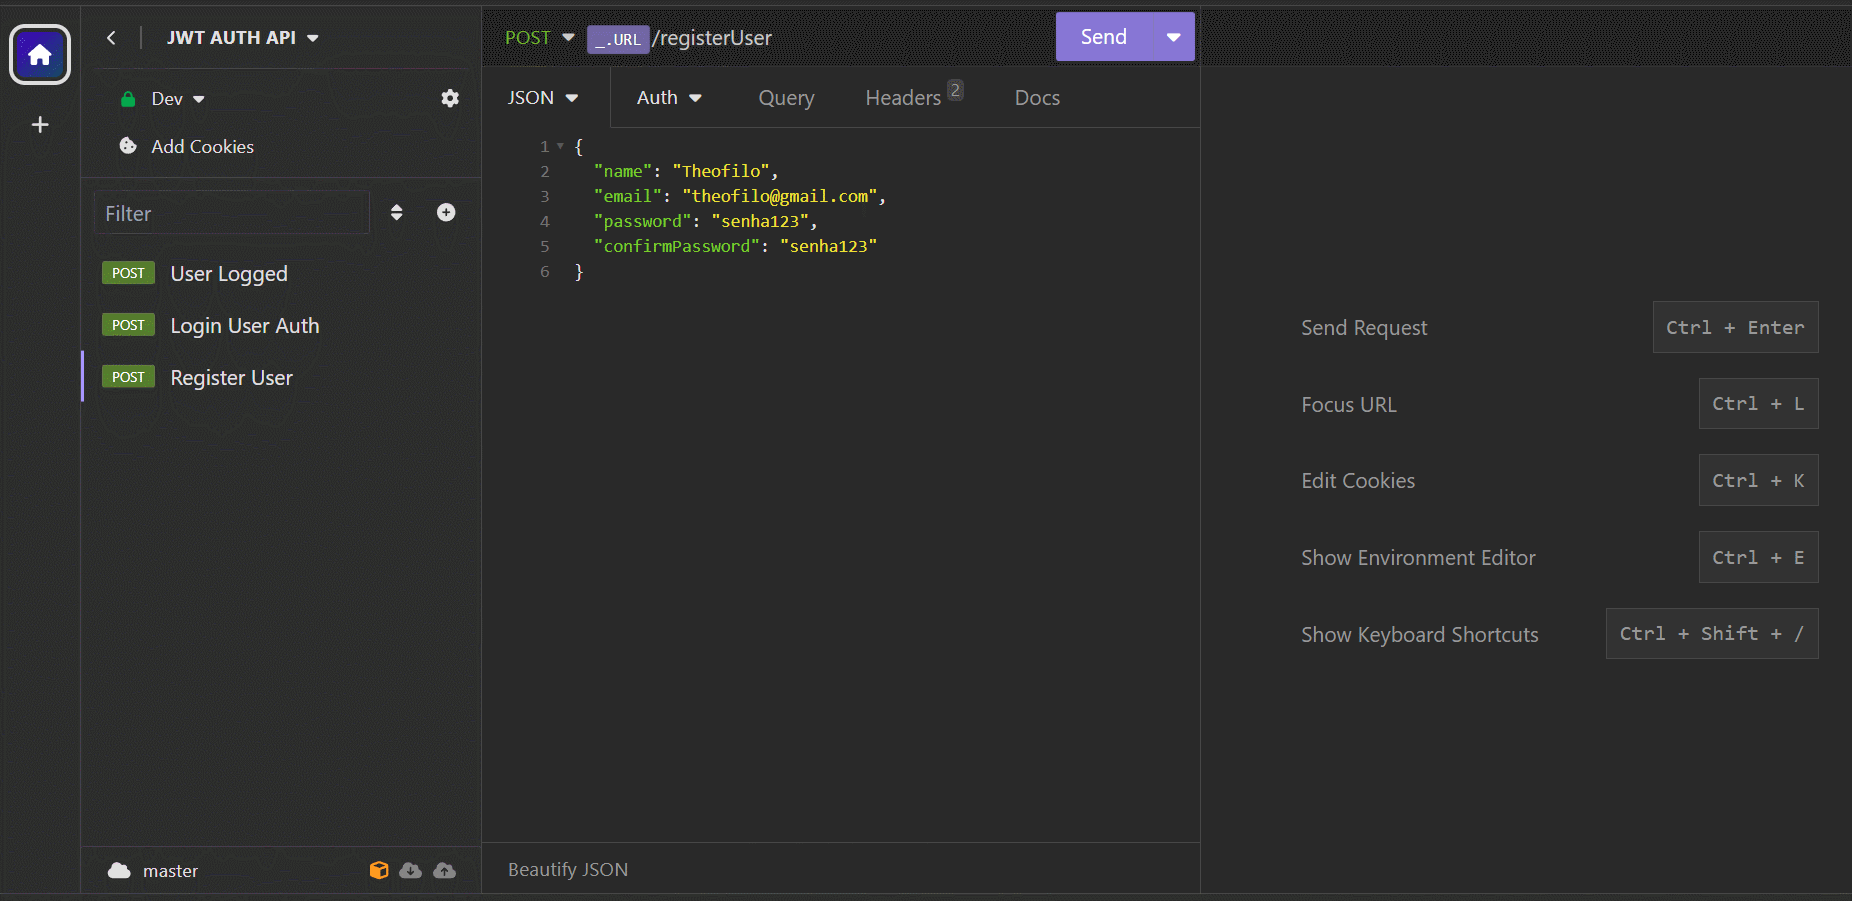 JWT AUTH API
Dev
Add Cookies
Filter
POST User Logged
POST Login User Auth
POST Register User
master
POST _.URL/registerUser Send
JSON Auth Query Headers 2 Docs
1 {
2 "name": "Theofilo",
3 "email": "theofilo@gmail.com",
4 "password": "senha123",
5 "confirmPassword": "senha123"
6 }
Beautify JSON
Send Request Ctrl + Enter
Focus URL Ctrl + L
Edit Cookies Ctrl + K
Show Environment Editor Ctrl + E
Show Keyboard Shortcuts Ctrl + Shift + /